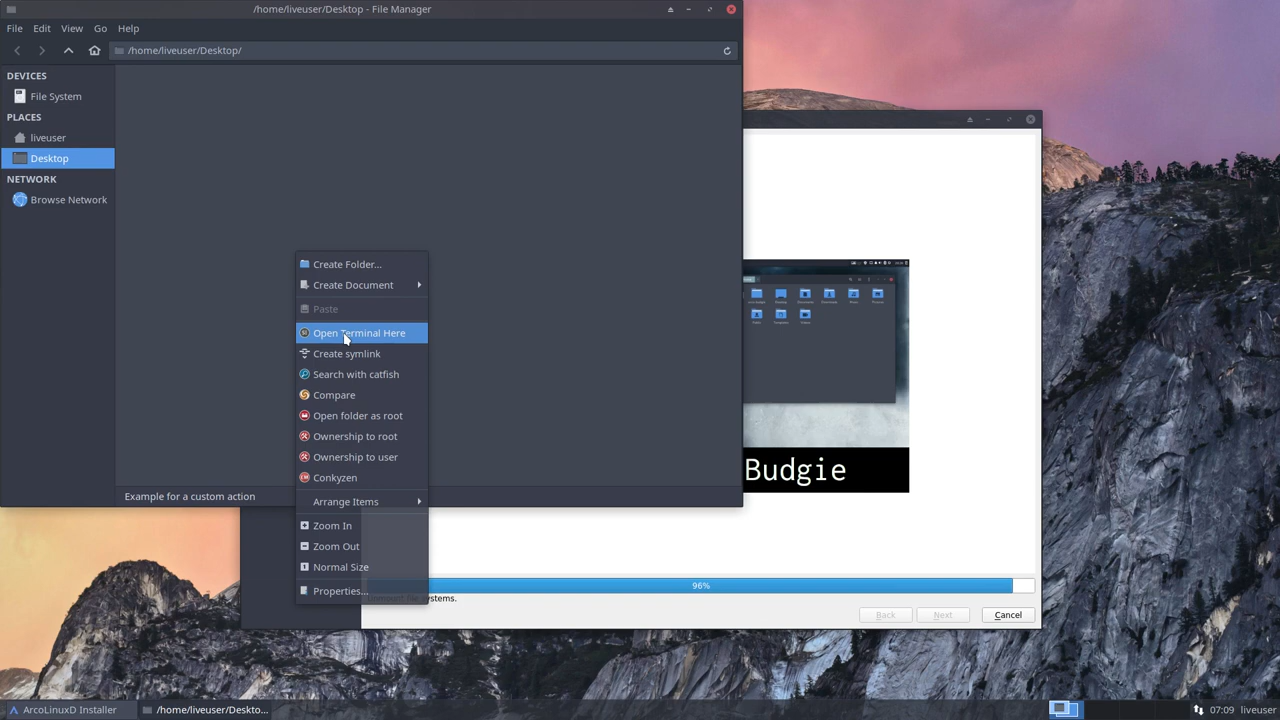 /home/liveuser/Desktop - File Manager
File Edit View Go Help
/home/liveuser/Desktop/
DEVICES
File System
PLACES
liveuser
Desktop
NETWORK
Browse Network
Create Folder...
Create Document
Paste
Open Terminal Here
Create symlink
Search with catfish
Compare
Open folder as root
Ownership to root
Ownership to user
Conkyzen
Arrange Items
Zoom In
Zoom Out
Normal Size
Properties...
Example for a custom action
Budgie
96%
Back Next Cancel
ArcoLinuxD Installer
/home/liveuser/Deskto...
07:09 liveuser